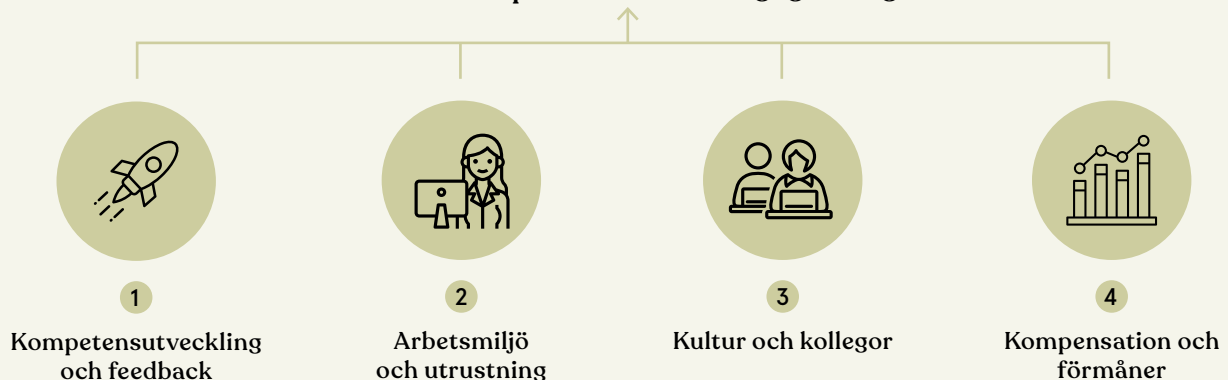 1
2
3
4
Kompetensutveckling
och feedback
Arbetsmiljö
och utrustning
Kultur och kollegor
Kompensation och
förmåner